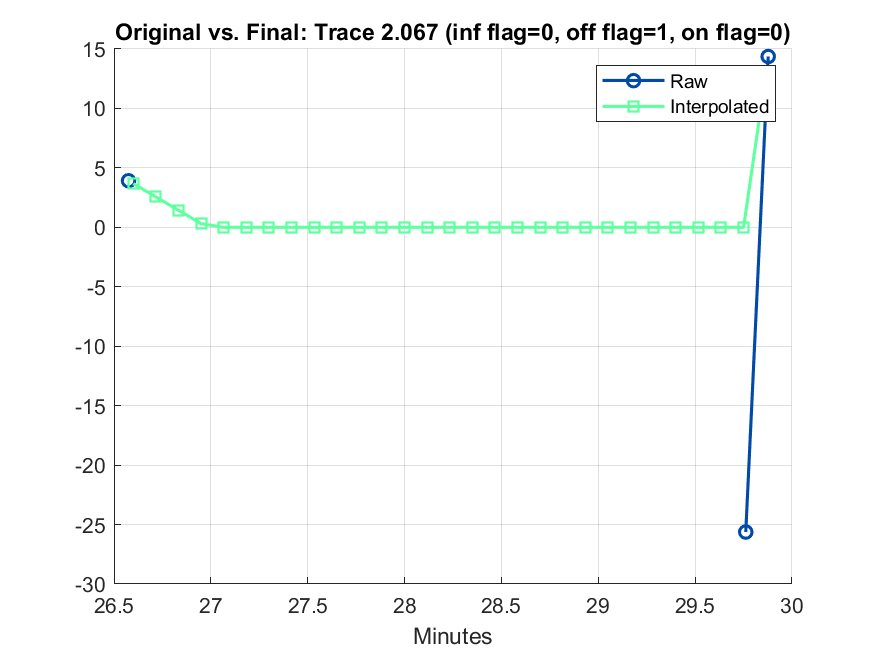 Original vs. Final: Trace 2.067 (inf flag=0, off flag=1, on flag=0)
15
10
5
0
-5
-10
-15
-20
-25
-30
Raw
Interpolated
26.5 27 27.5 28 28.5 29 29.5 30
Minutes